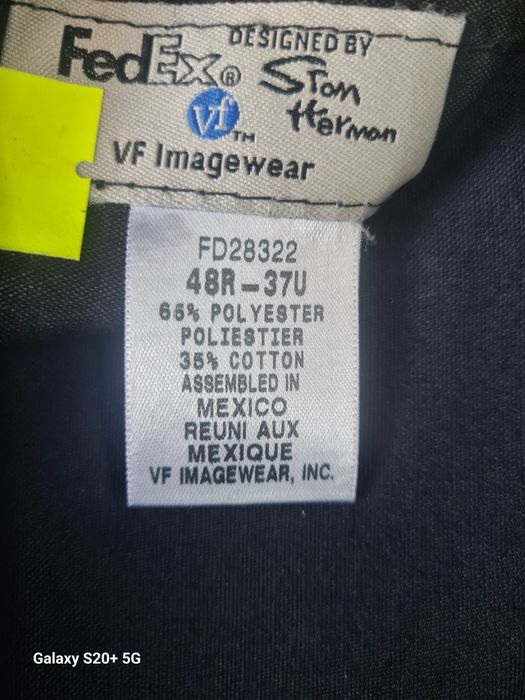 FedEx® DESIGNED BY
Stan
Herman
vf TM
VF Imagewear
FD28322
48R-37U
65% POLYESTER
POLIESTIER
35% COTTON
ASSEMBLED IN
MEXICO
REUNI AUX
MEXIQUE
VF IMAGEWEAR, INC.
Galaxy S20+ 5G